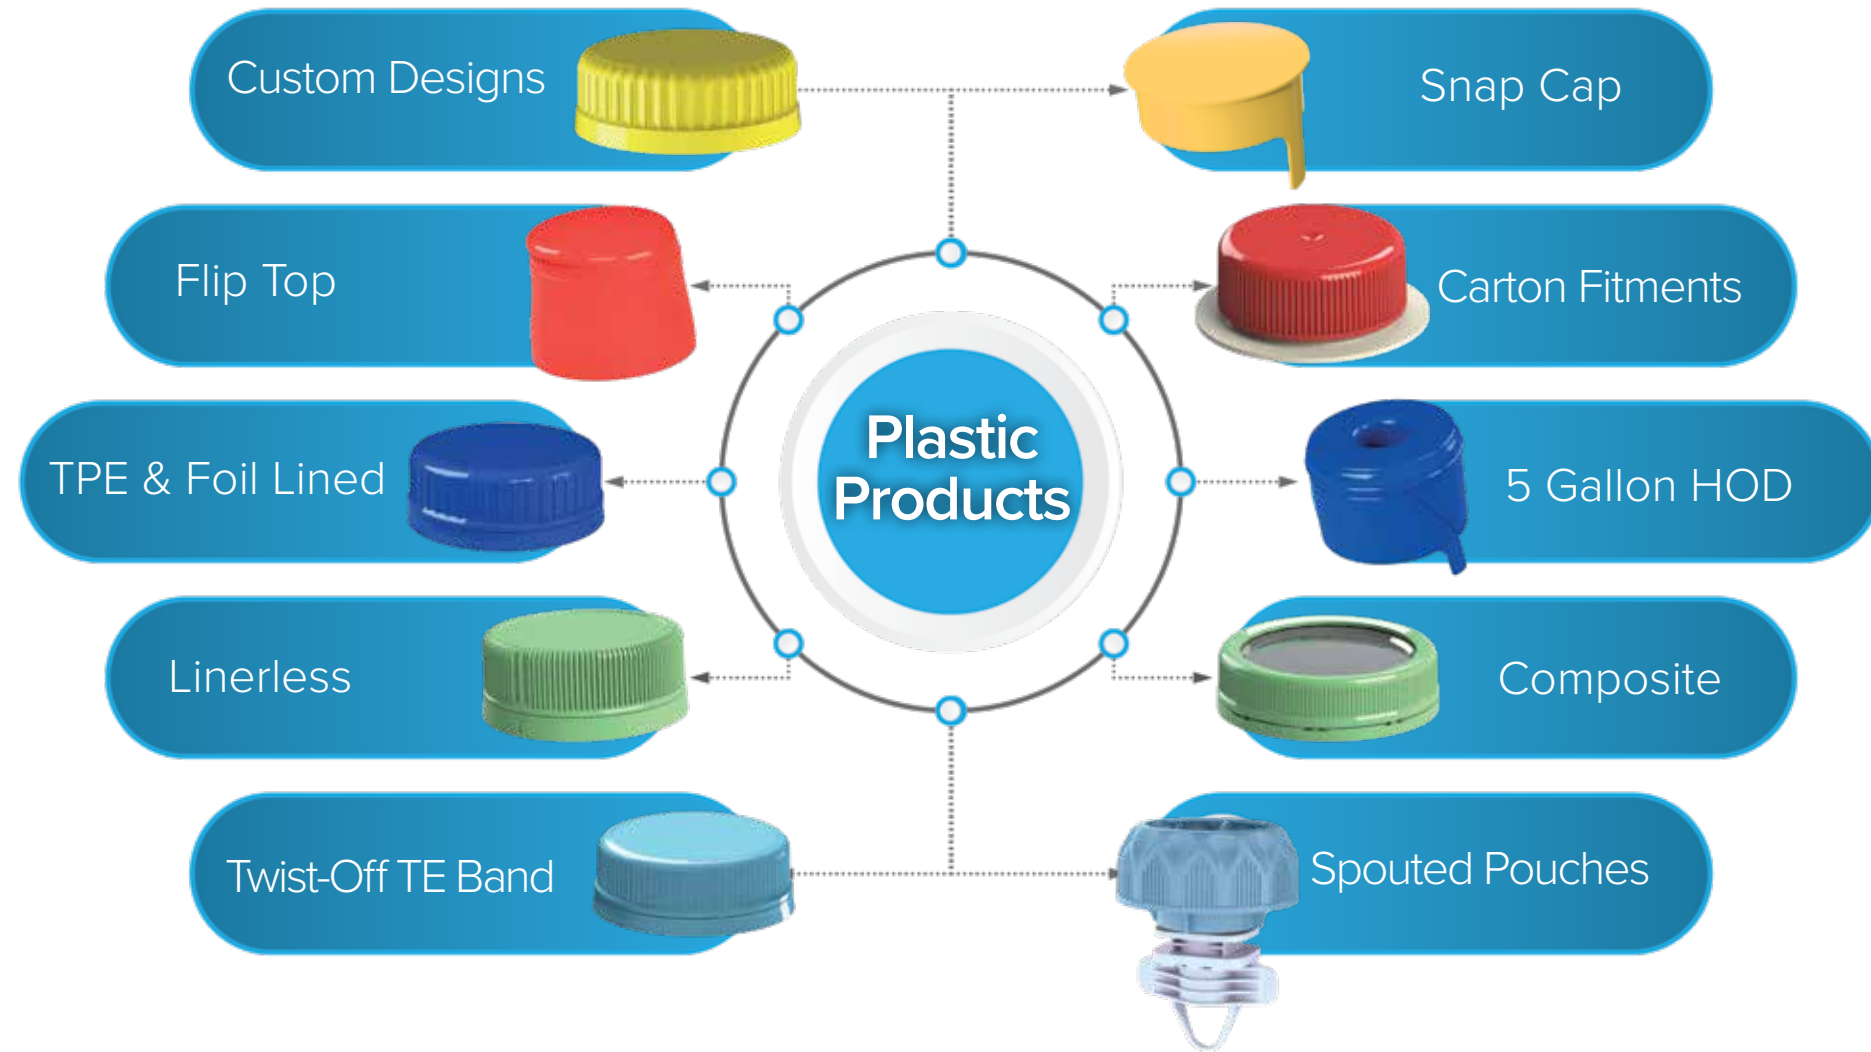 Custom Designs
Snap Cap
Flip Top
Carton Fitments
Plastic
Products
TPE & Foil Lined
5 Gallon HOD
Linerless
Composite
Twist-Off TE Band
Spouted Pouches